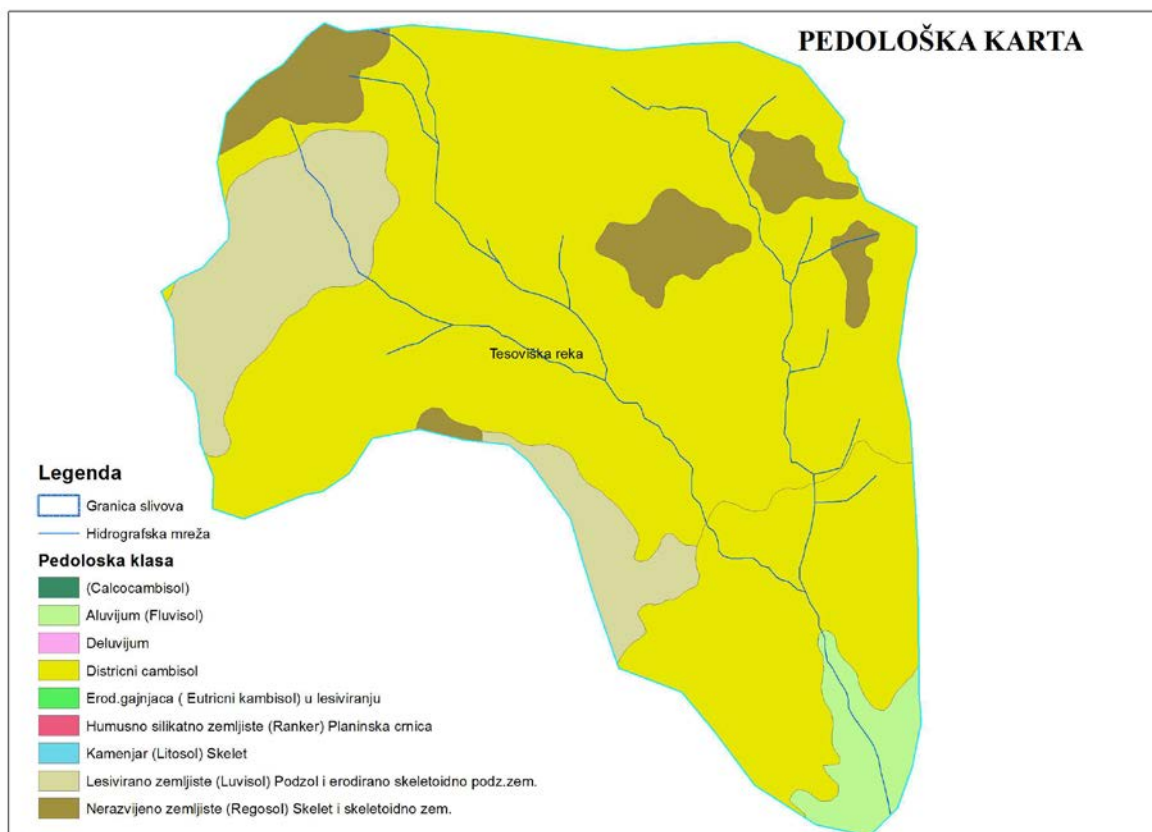 PEDOLOŠKA KARTA
Tesoviška reka
Legenda
Granica slivova
Hidrografska mreža
Pedoloska klasa
(Calcocambisol)
Aluvijum (Fluvisol)
Deluvijum
Districni cambisol
Erod.gajnjaca ( Eutricni kambisol) u lesiviranju
Humusno silikatno zemljiste (Ranker) Planinska crnica
Kamenjar (Litosol) Skelet
Lesivirano zemljiste (Luvisol) Podzol i erodirano skeletoidno podz.zem.
Nerazvijeno zemljiste (Regosol) Skelet i skeletoidno zem.